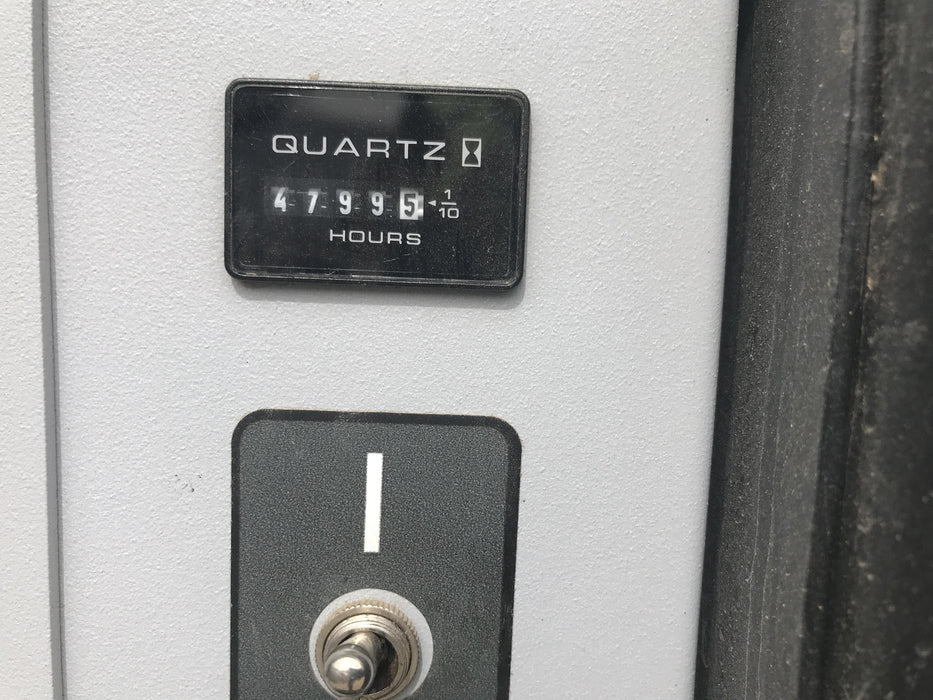 QUARTZ
47995 ◄ 1/10
HOURS
|